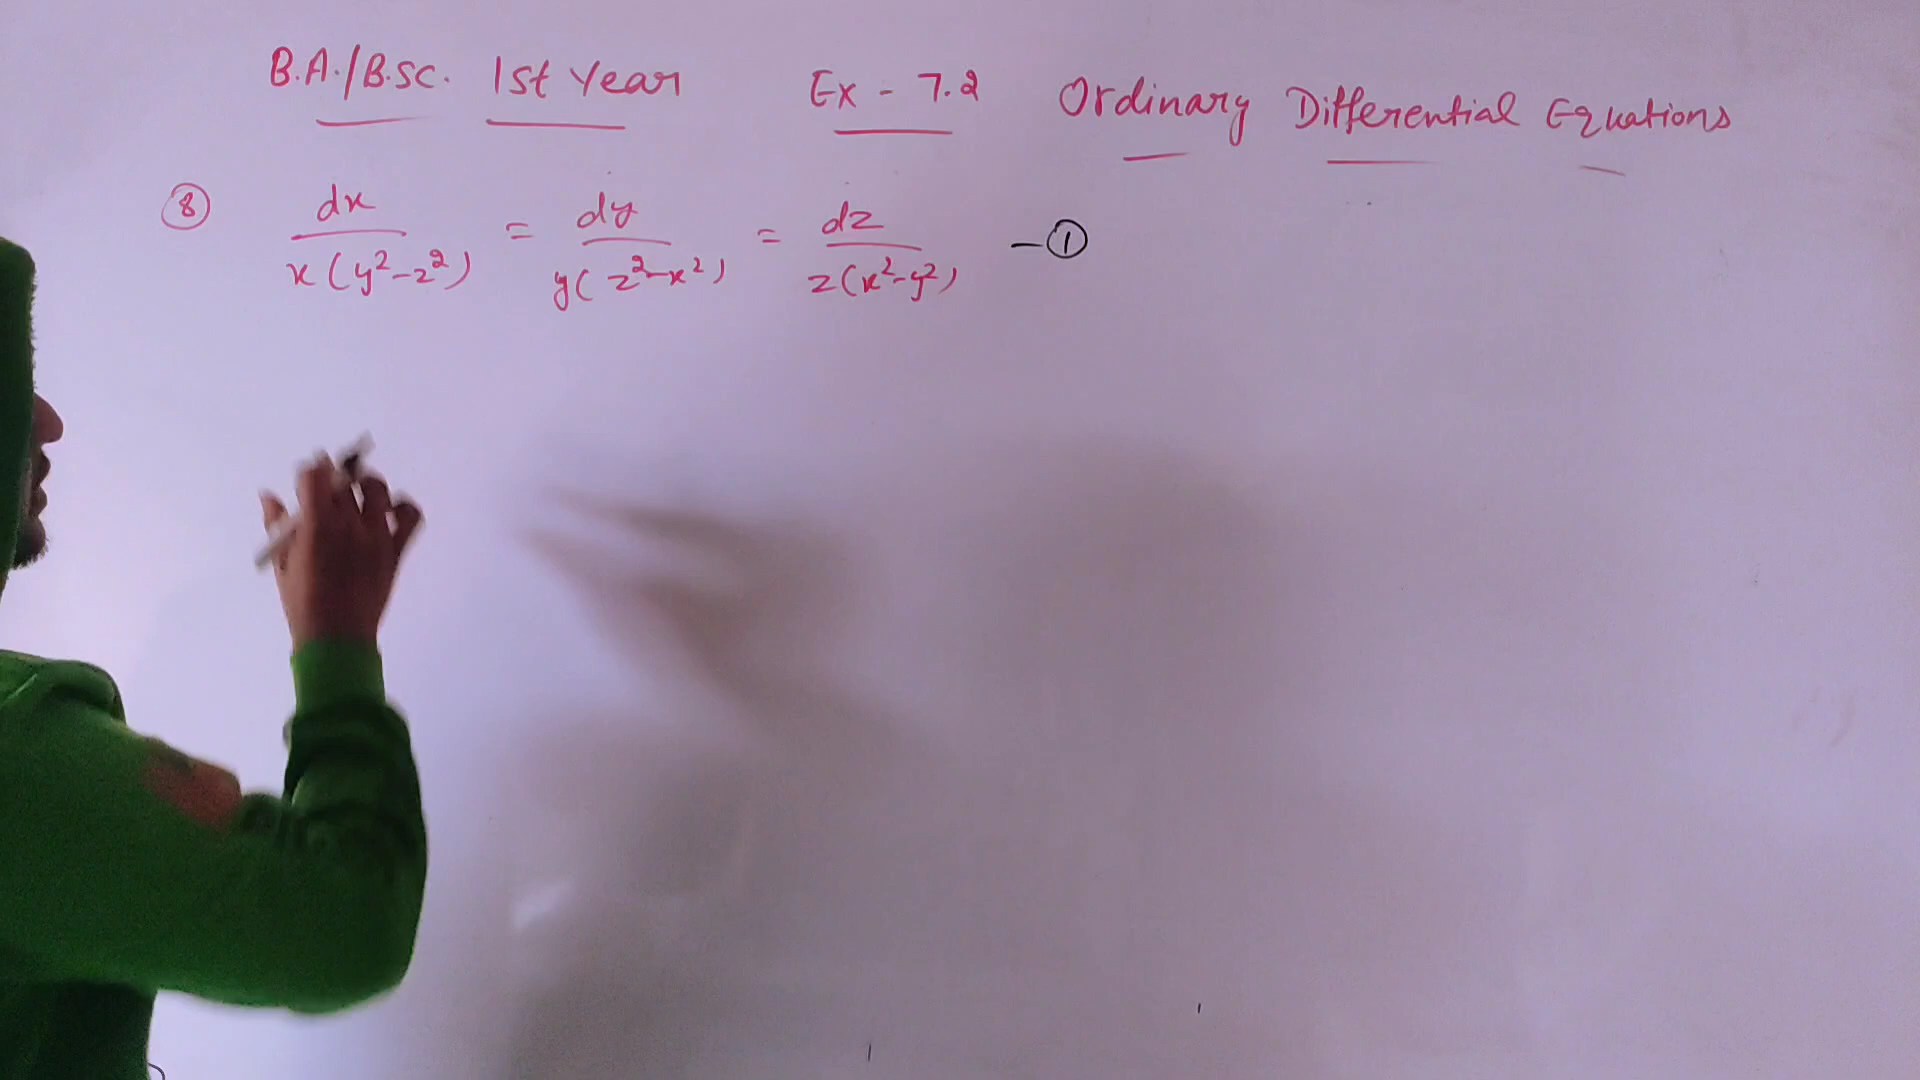 B.A./B.SC. 1st Year Ex - 7.2 Ordinary Differential Equations
⑧ dx/x(y²-z²) = dy/y(z²-x²) = dz/z(x²-y²) —①